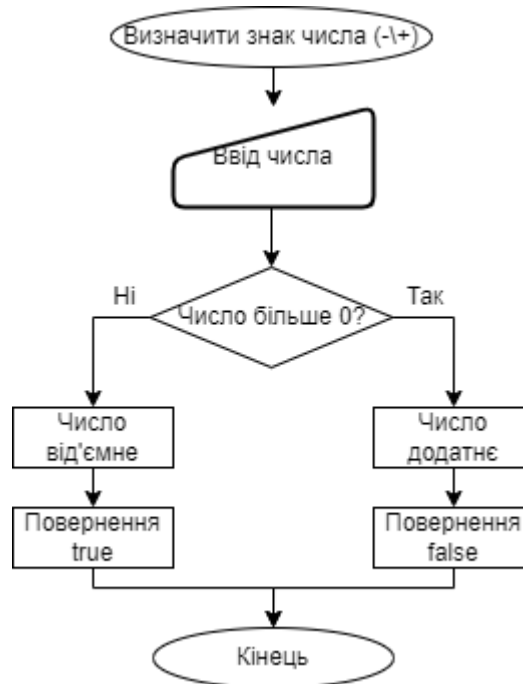 Визначити знак числа (-\+)
Ввід числа
Ні
Так
Число більше 0?
Число
від'ємне
Число
додатнє
Повернення
true
Повернення
false
Кінець